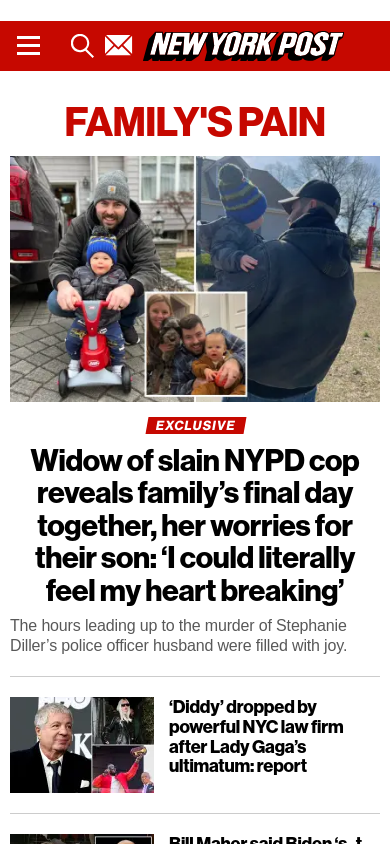 NEW YORK POST
FAMILY'S PAIN
EXCLUSIVE
Widow of slain NYPD cop
reveals family’s final day
together, her worries for
their son: ‘I could literally
feel my heart breaking’
The hours leading up to the murder of Stephanie
Diller’s police officer husband were filled with joy.
‘Diddy’ dropped by
powerful NYC law firm
after Lady Gaga’s
ultimatum: report
Bill Maher said Biden ‘s